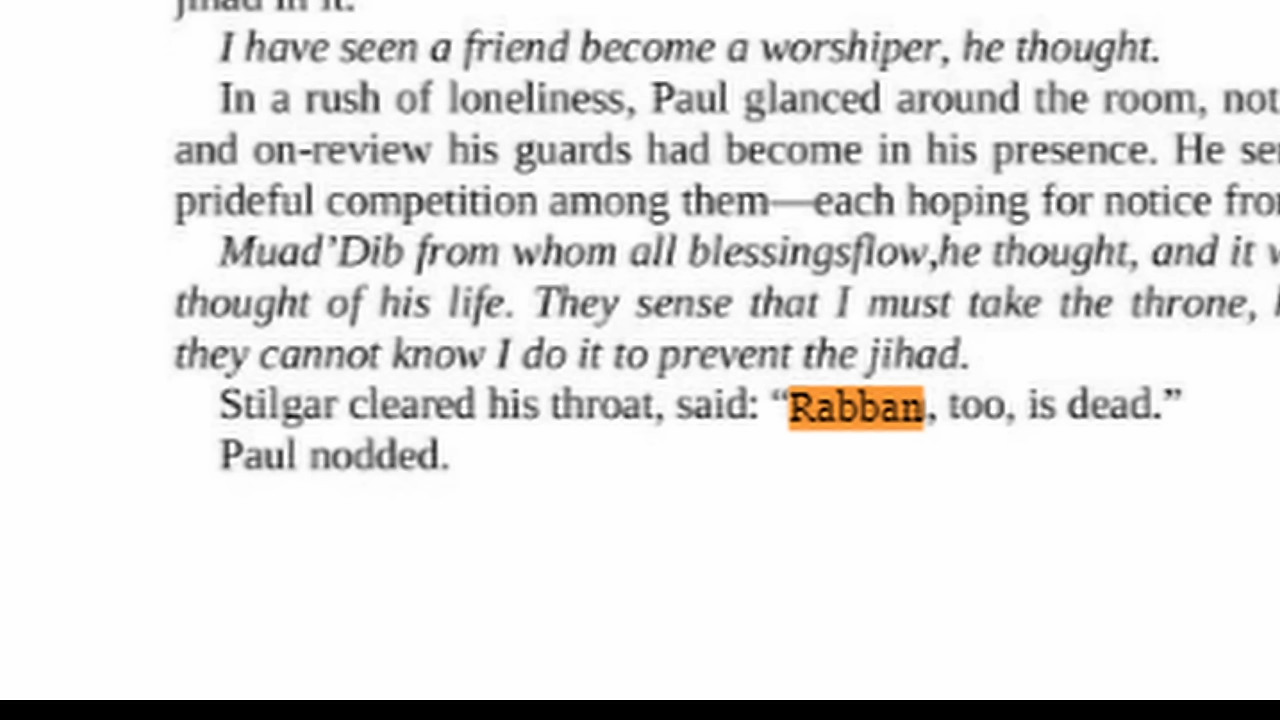 jihad in it.
I have seen a friend become a worshiper, he thought.
In a rush of loneliness, Paul glanced around the room, not
and on-review his guards had become in his presence. He
prideful competition among them—each hoping for notice
Muad’Dib from whom all blessingsflow,he thought, and it
thought of his life. They sense that I must take the throne,
they cannot know I do it to prevent the jihad.
Stilgar cleared his throat, said: “Rabban, too, is dead.”
Paul nodded.